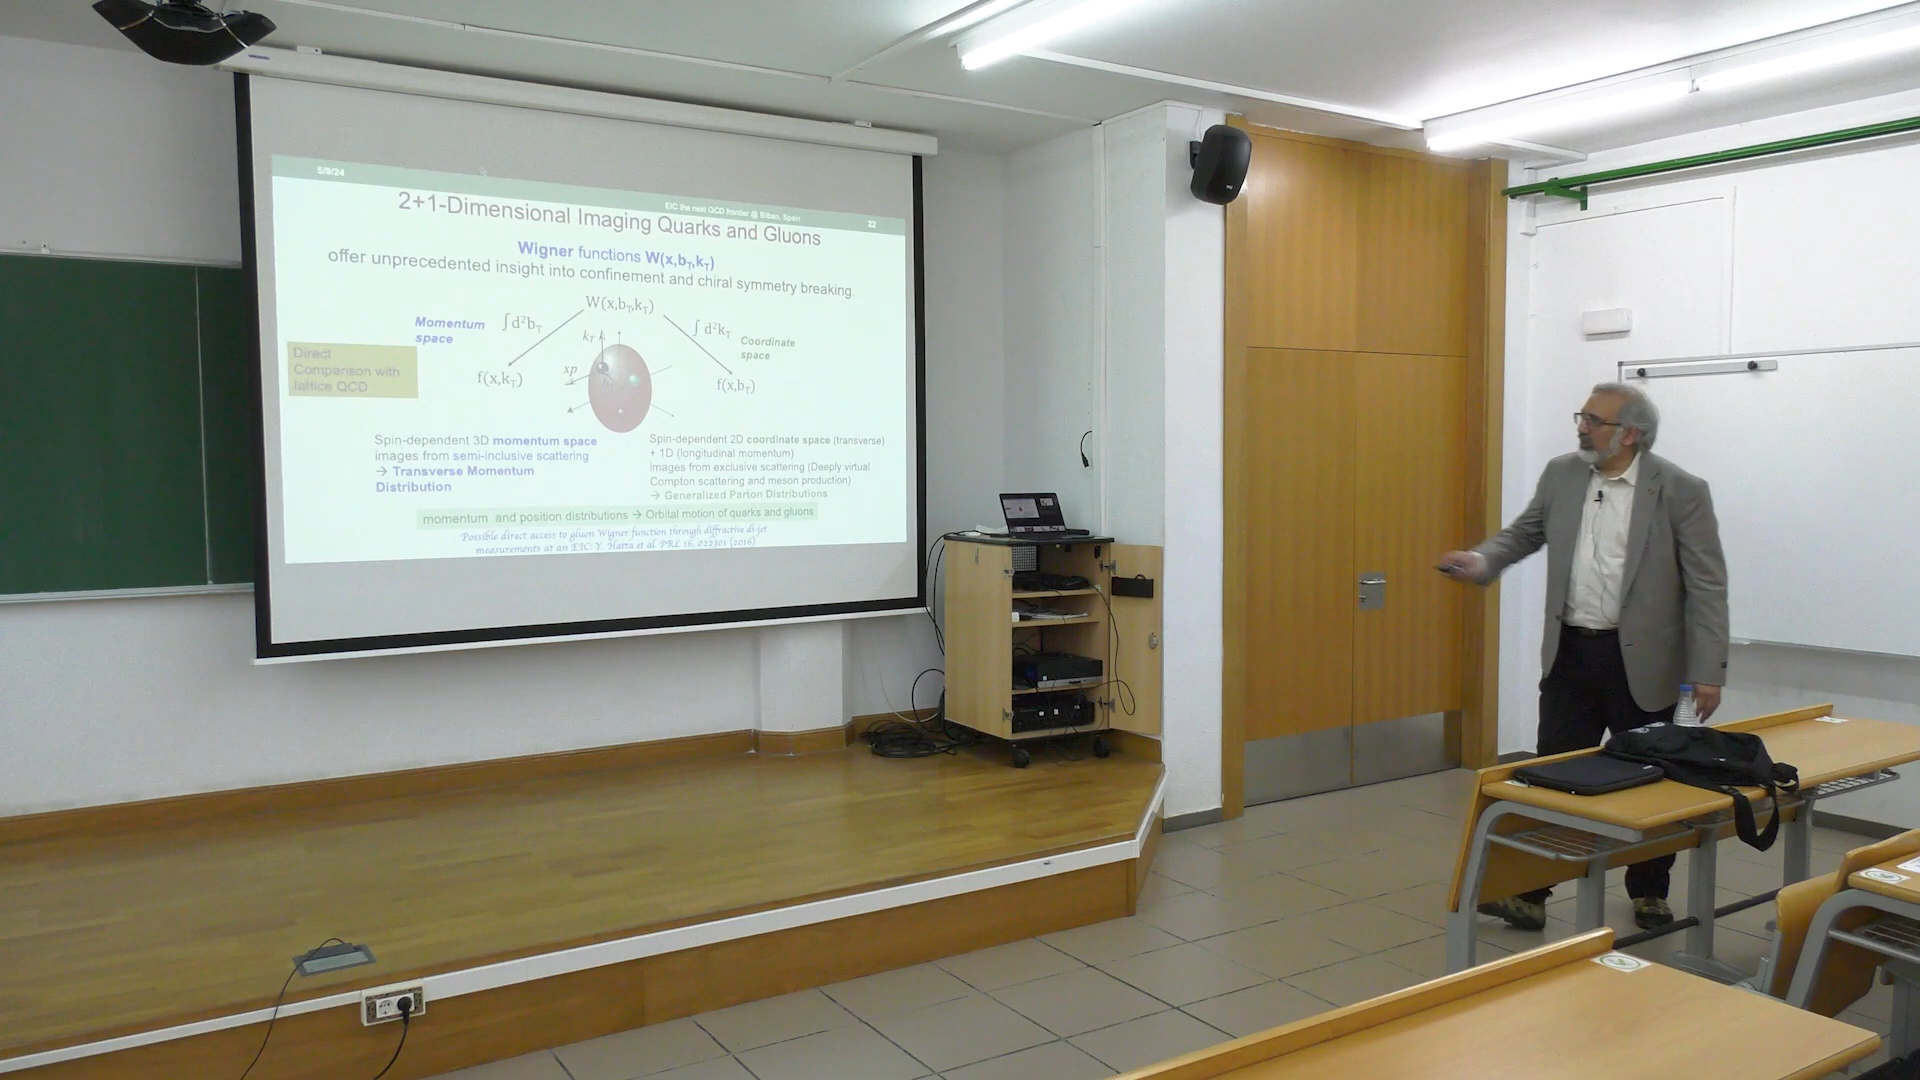 5/8/24
EIC the next QCD frontier @ Bilbao, Spain
22
2+1-Dimensional Imaging Quarks and Gluons
Wigner functions W(x,bT,kT)
offer unprecedented insight into confinement and chiral symmetry breaking.
W(x,bT,kT)
Momentum
space
∫d²bT
∫ d²kT
Coordinate
space
kT
xp
Direct
Comparison with
lattice QCD
f(x,kT)
f(x,bT)
Spin-dependent 3D momentum space
images from semi-inclusive scattering
→ Transverse Momentum
Distribution
Spin-dependent 2D coordinate space (transverse)
+ 1D (longitudinal momentum)
images from exclusive scattering (Deeply virtual
Compton scattering and meson production)
→ Generalized Parton Distributions
momentum and position distributions → Orbital motion of quarks and gluons
Possible direct access to gluon Wigner function through diffractive di-jet
measurements at an EIC: Y. Hatta et al. PRL 16, 022301 (2016)